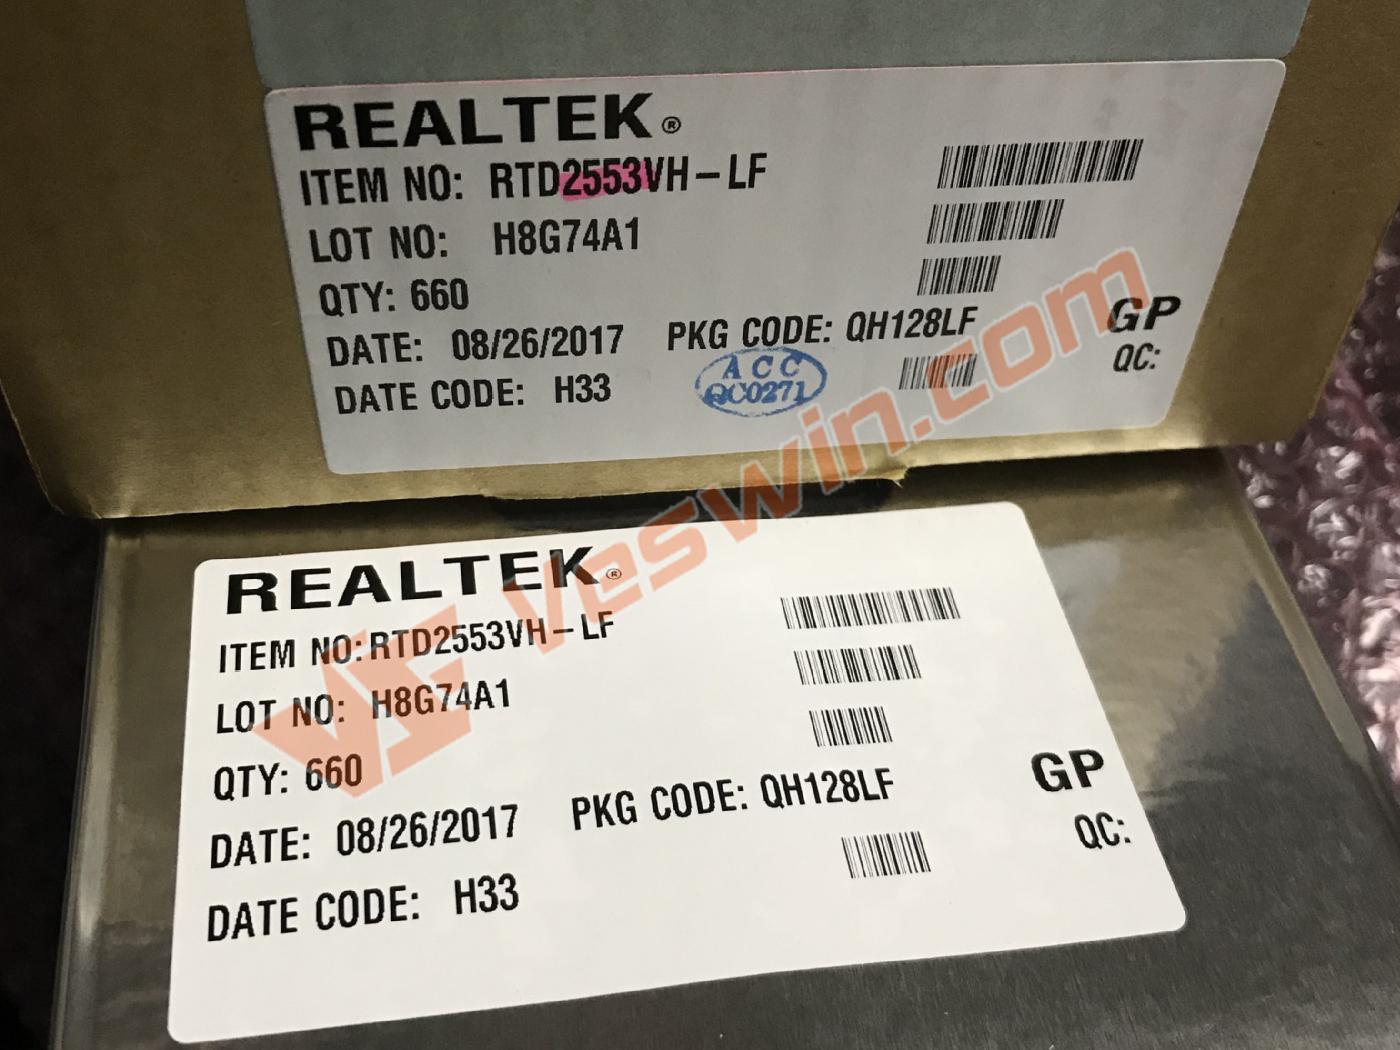 REALTEK®
ITEM NO: RTD2553VH-LF
LOT NO: H8G74A1
QTY: 660
DATE: 08/26/2017 PKG CODE: QH128LF GP
DATE CODE: H33 QC:
ACC
QC0271
Veswin.com
REALTEK®
ITEM NO:RTD2553VH-LF
LOT NO: H8G74A1
QTY: 660
DATE: 08/26/2017 PKG CODE: QH128LF GP
DATE CODE: H33 QC: